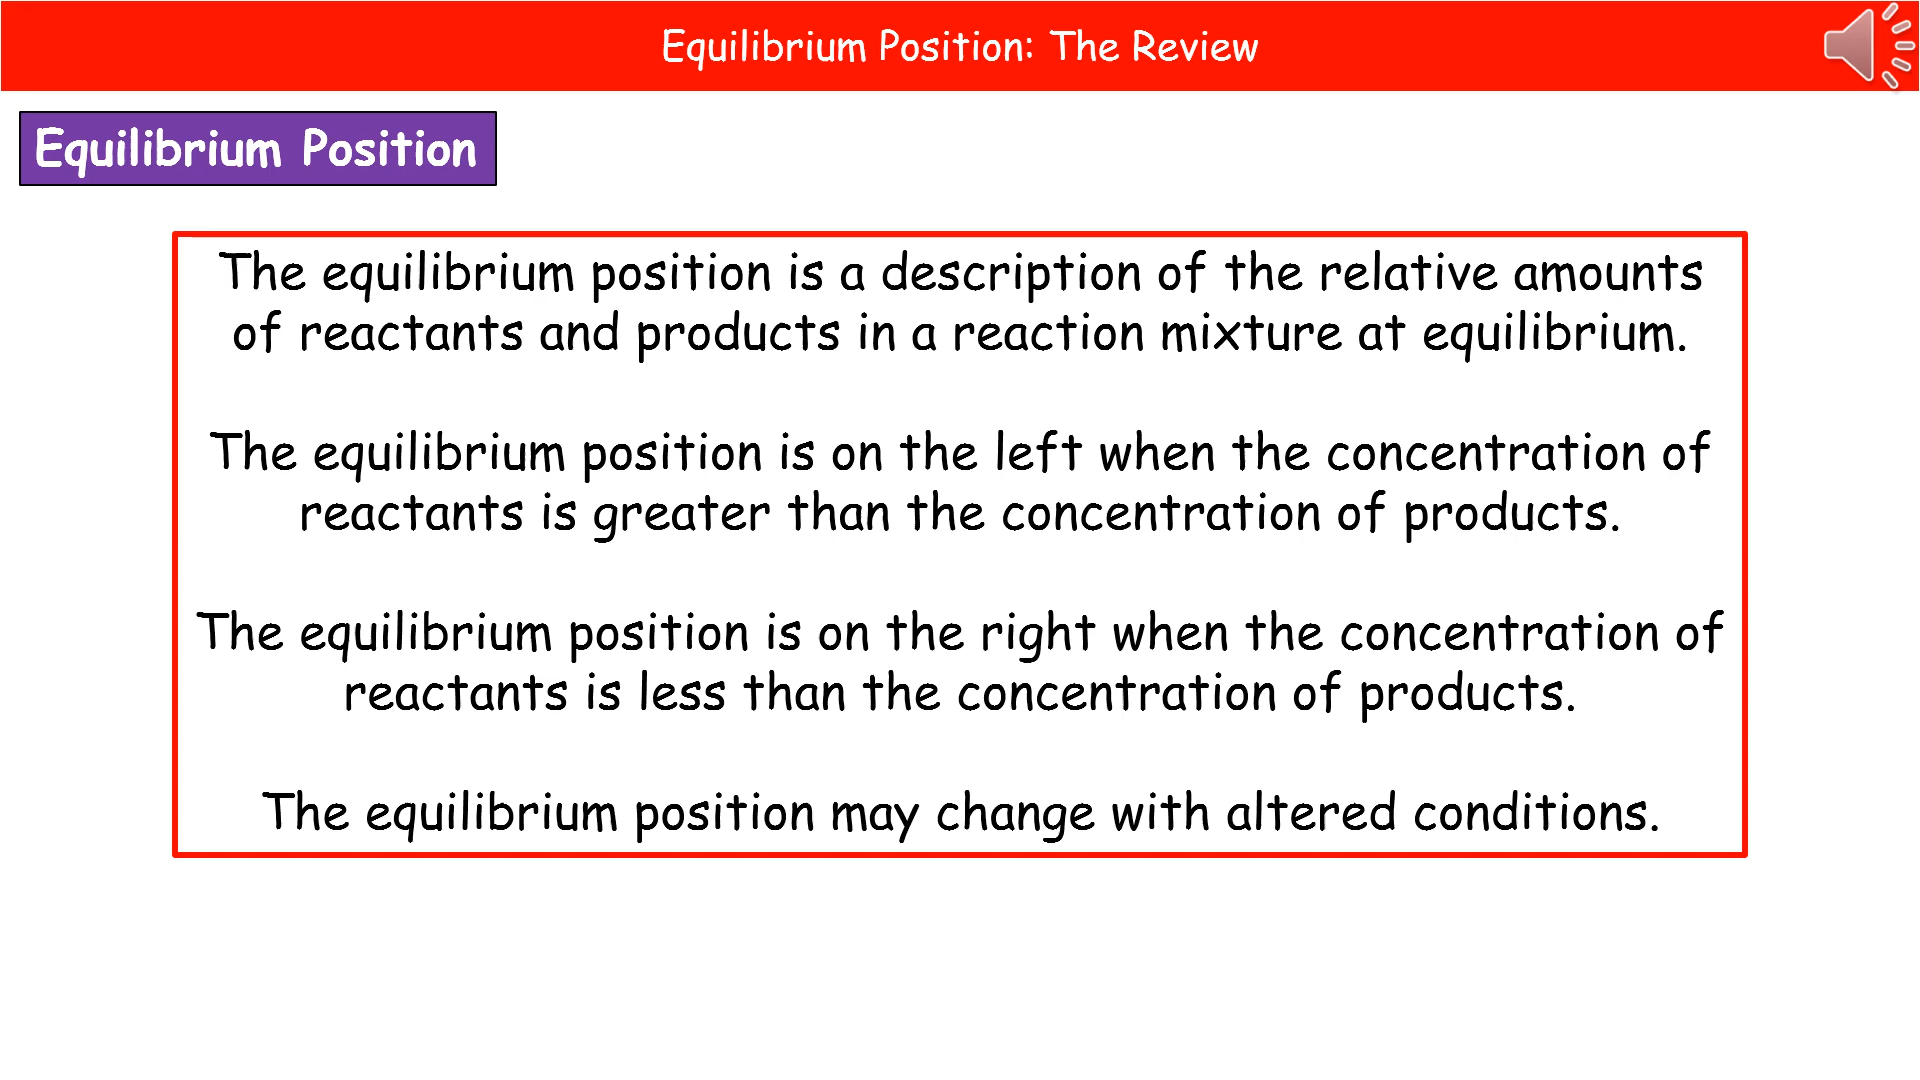 Equilibrium Position: The Review
Equilibrium Position
The equilibrium position is a description of the relative amounts
of reactants and products in a reaction mixture at equilibrium.
The equilibrium position is on the left when the concentration of
reactants is greater than the concentration of products.
The equilibrium position is on the right when the concentration of
reactants is less than the concentration of products.
The equilibrium position may change with altered conditions.